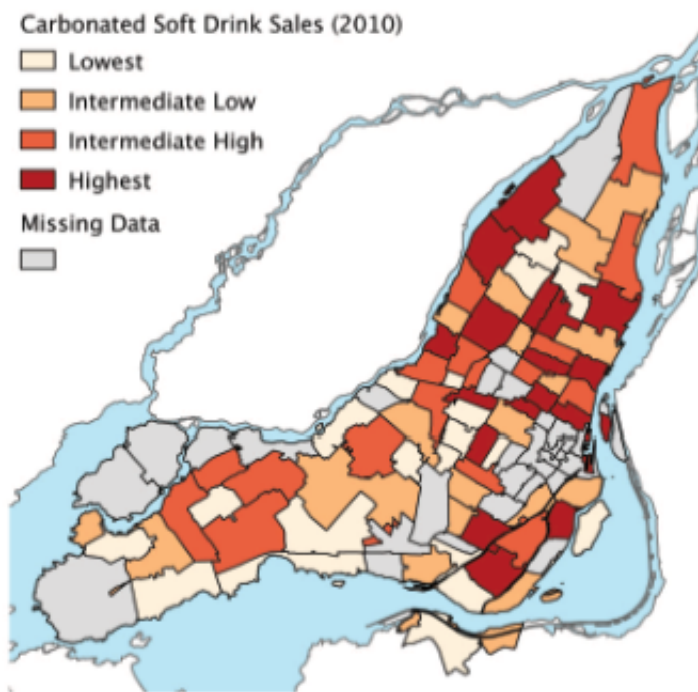 Carbonated Soft Drink Sales (2010)
Lowest
Intermediate Low
Intermediate High
Highest
Missing Data